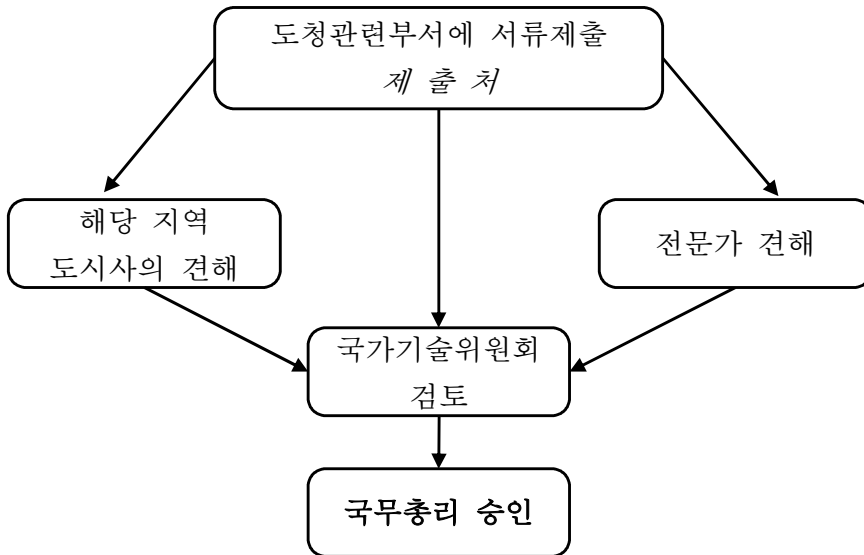 도청관련부서에 서류제출
제 출 처
해당 지역
도시사의 견해
전문가 견해
국가기술위원회
검토
국무총리 승인